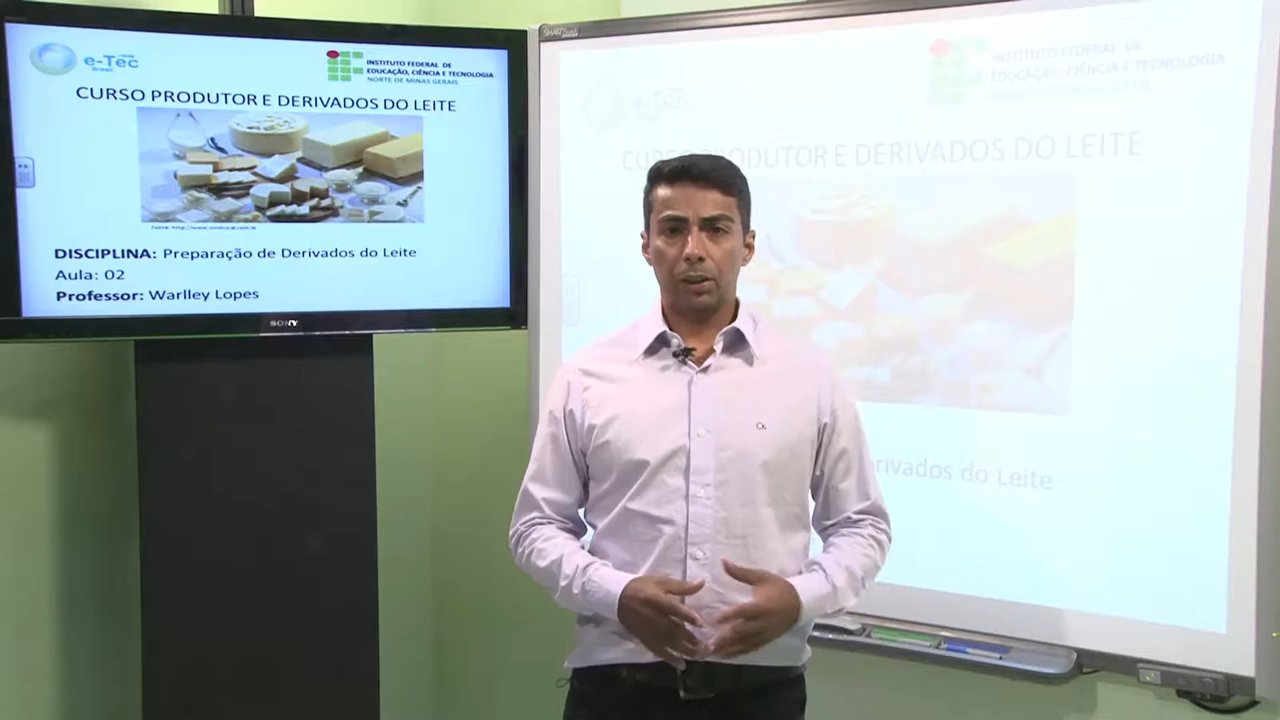 e-Tec
Brasil
INSTITUTO FEDERAL DE
EDUCAÇÃO, CIÊNCIA E TECNOLOGIA
NORTE DE MINAS GERAIS
CURSO PRODUTOR E DERIVADOS DO LEITE
DISCIPLINA: Preparação de Derivados do Leite
Aula: 02
Professor: Warlley Lopes
SONY
INSTITUTO FEDERAL DE
EDUCAÇÃO, CIÊNCIA E TECNOLOGIA
e-Tec
CURSO PRODUTOR E DERIVADOS DO LEITE
rivados do Leite